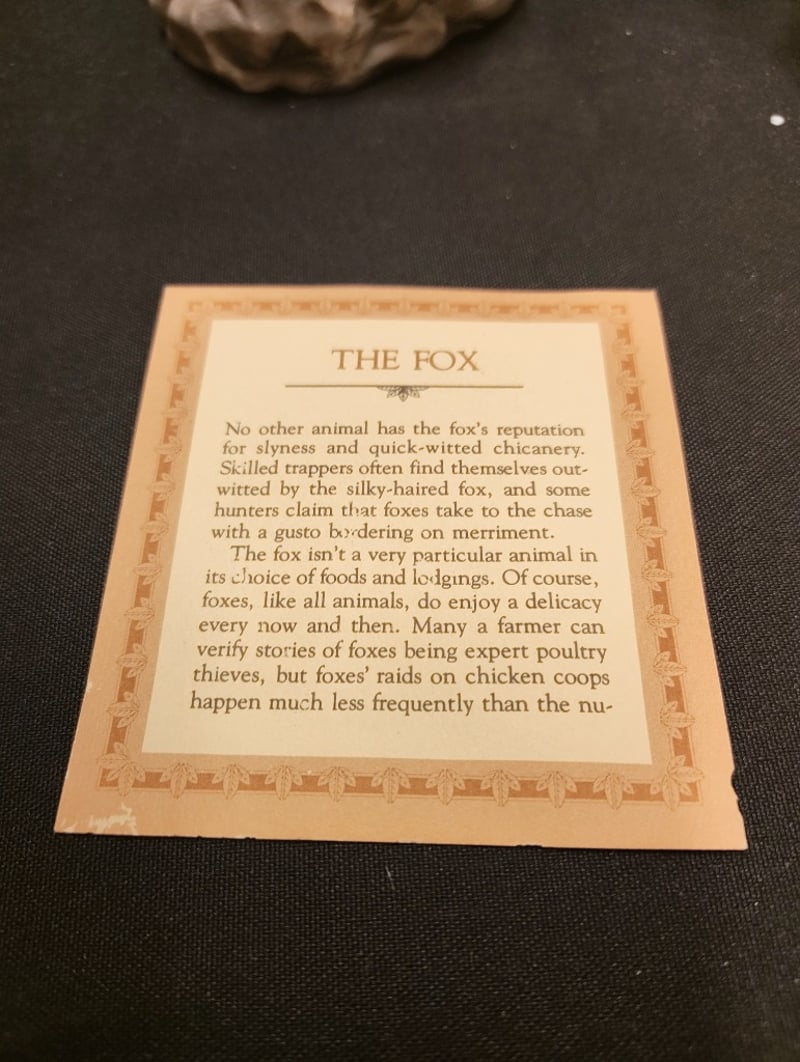 THE FOX
No other animal has the fox's reputation
for slyness and quick-witted chicanery.
Skilled trappers often find themselves out-
witted by the silky-haired fox, and some
hunters claim that foxes take to the chase
with a gusto bordering on merriment.
The fox isn't a very particular animal in
its choice of foods and lodgings. Of course,
foxes, like all animals, do enjoy a delicacy
every now and then. Many a farmer can
verify stories of foxes being expert poultry
thieves, but foxes' raids on chicken coops
happen much less frequently than the nu-